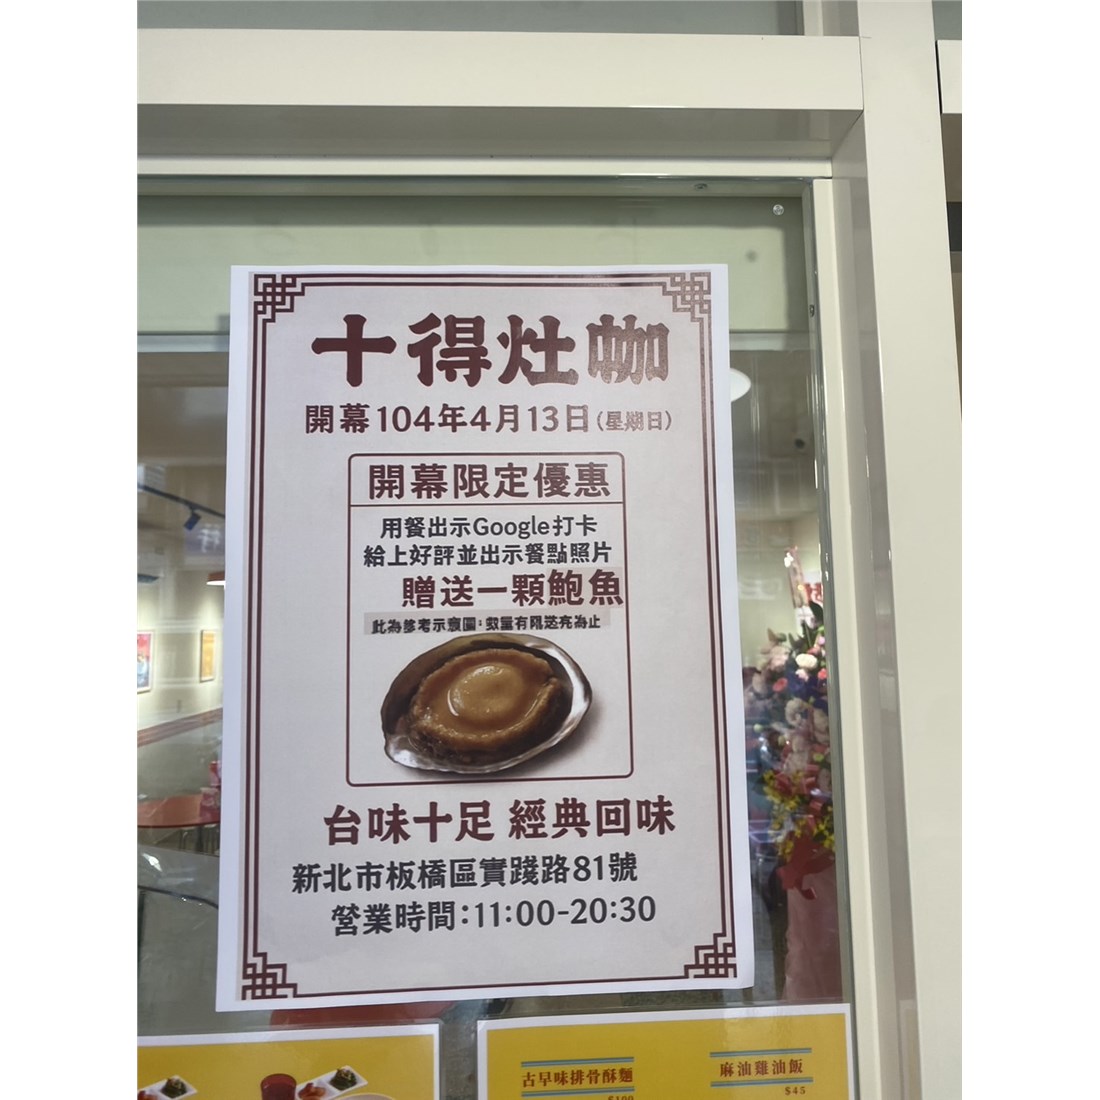 十得灶咖
開幕104年4月13日(星期日)
開幕限定優惠
用餐出示Google打卡
給上好評並出示餐點照片
贈送一顆鮑魚
此為參考示意圖:數量有限送完為止
台味十足 經典回味
新北市板橋區實踐路81號
營業時間:11:00-20:30
古早味排骨酥麵
麻油雞油飯
$45